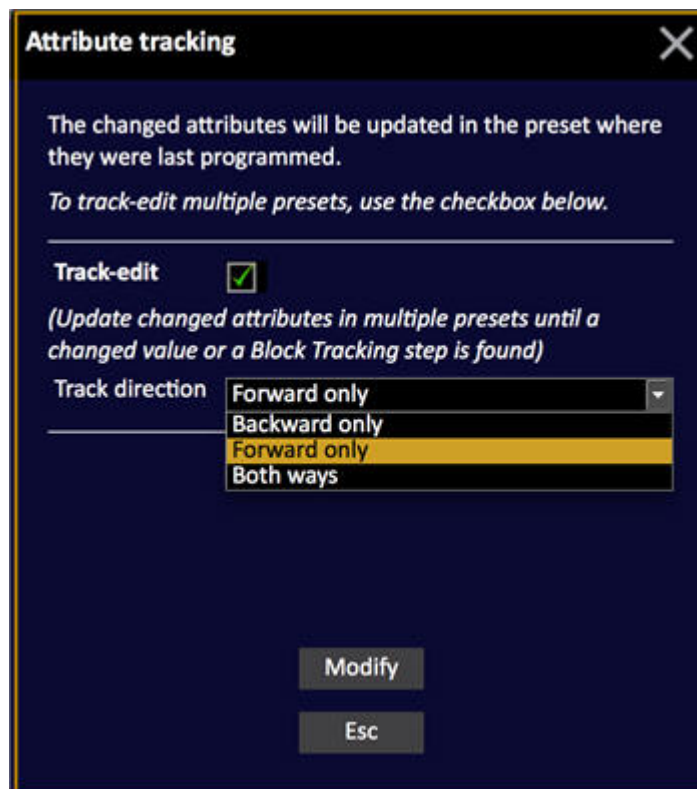 Attribute tracking
The changed attributes will be updated in the preset where
they were last programmed.
To track-edit multiple presets, use the checkbox below.
Track-edit
(Update changed attributes in multiple presets until a
changed value or a Block Tracking step is found)
Track direction Forward only
Backward only
Forward only
Both ways
Modify
Esc